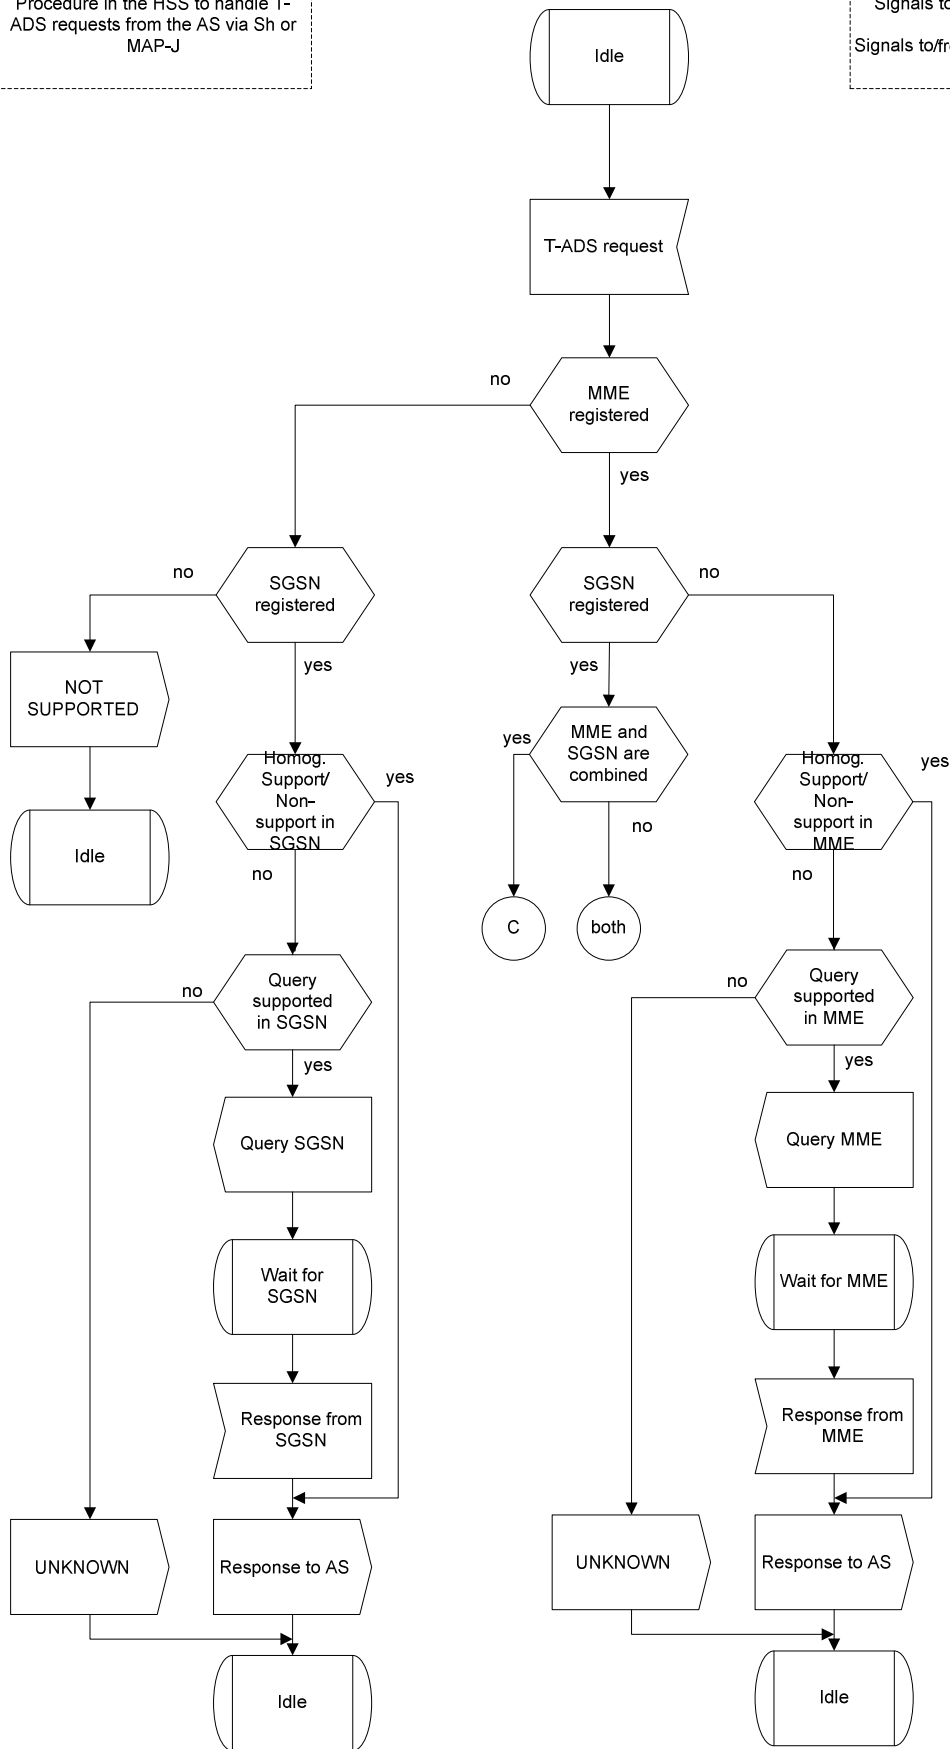 Procedure in the HSS to handle T-
ADS requests from the AS via Sh or
MAP-J
Signals to
Signals to/fr
Idle
T-ADS request
no
MME
registered
yes
no
SGSN
registered
yes
SGSN
registered
no
yes
NOT
SUPPORTED
Idle
Homog.
Support/
Non-
support in
SGSN
yes
no
yes
MME and
SGSN are
combined
no
C
both
Homog.
Support/
Non-
support in
MME
yes
no
no
Query
supported
in SGSN
yes
no
Query
supported
in MME
yes
Query SGSN
Query MME
Wait for
SGSN
Wait for MME
Response from
SGSN
Response from
MME
UNKNOWN
Response to AS
UNKNOWN
Response to AS
Idle
Idle